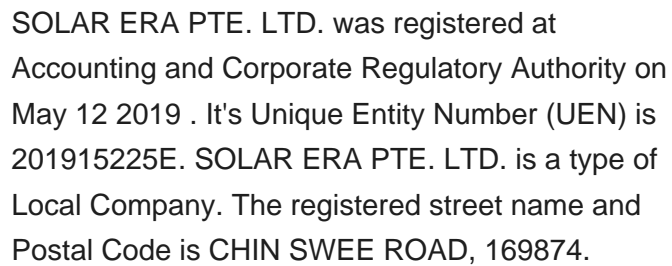 SOLAR ERA PTE. LTD. was registered at
Accounting and Corporate Regulatory Authority on
May 12 2019 . It's Unique Entity Number (UEN) is
201915225E. SOLAR ERA PTE. LTD. is a type of
Local Company. The registered street name and
Postal Code is CHIN SWEE ROAD, 169874.